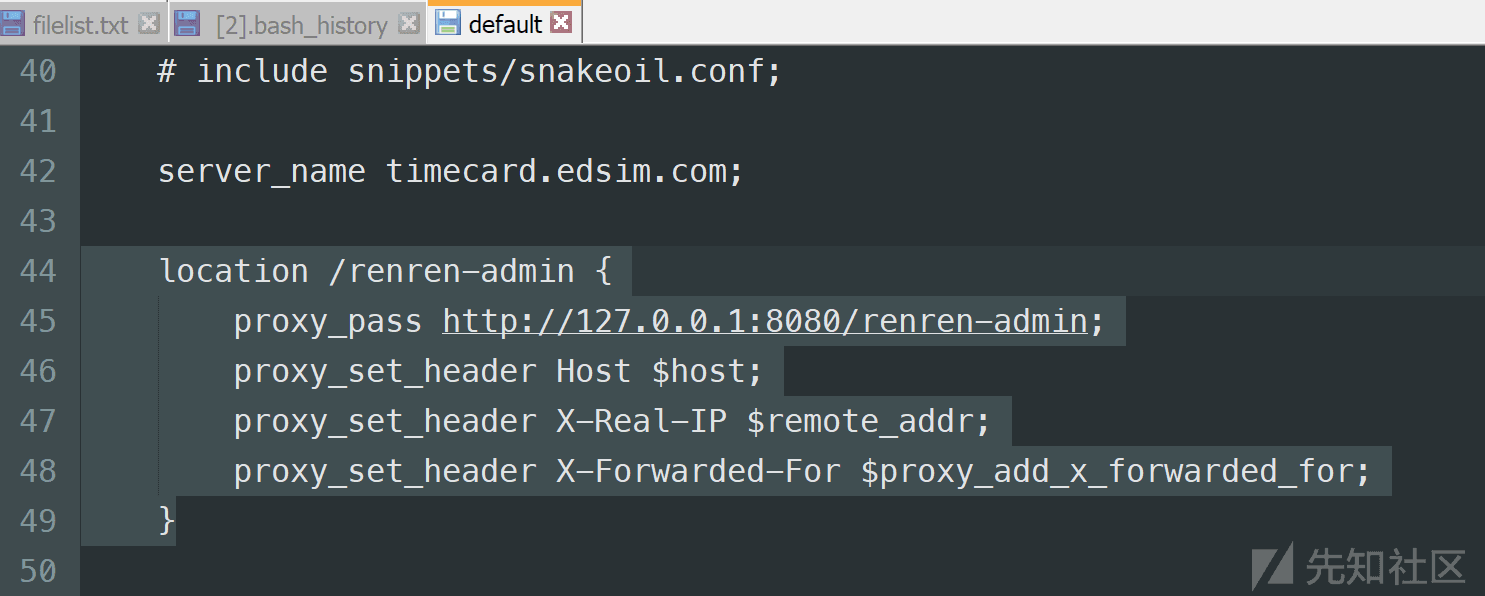 filelist.txt [2].bash_history default
40 # include snippets/snakeoil.conf;
41
42 server_name timecard.edsim.com;
43
44 location /renren-admin {
45 proxy_pass http://127.0.0.1:8080/renren-admin;
46 proxy_set_header Host $host;
47 proxy_set_header X-Real-IP $remote_addr;
48 proxy_set_header X-Forwarded-For $proxy_add_x_forwarded_for;
49 }
50
先知社区